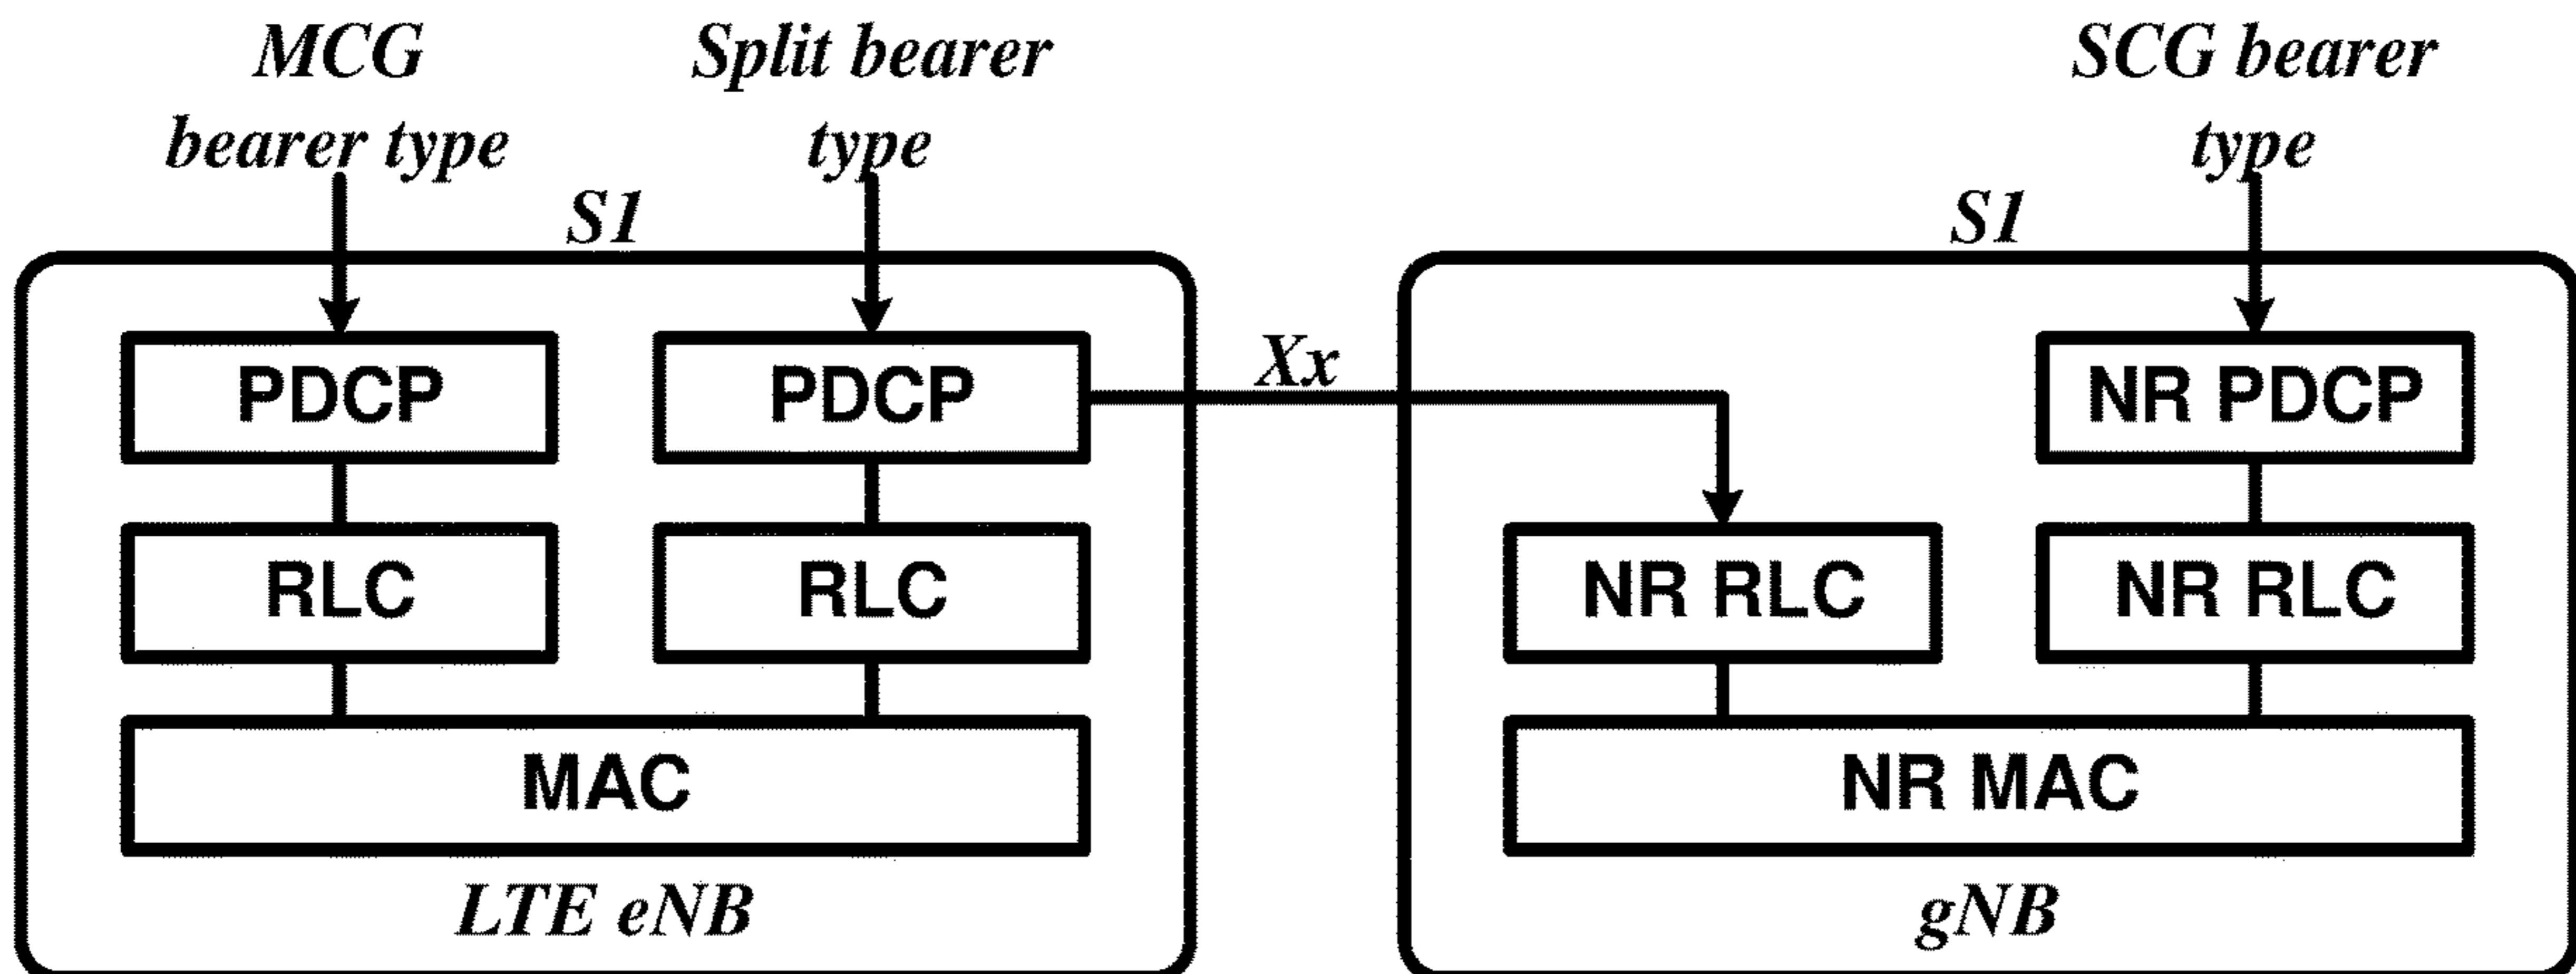 MCG
bearer type
Split bearer
type
SCG bearer
type
S1
S1
Xx
PDCP
PDCP
NR PDCP
RLC
RLC
NR RLC
NR RLC
MAC
NR MAC
LTE eNB
gNB